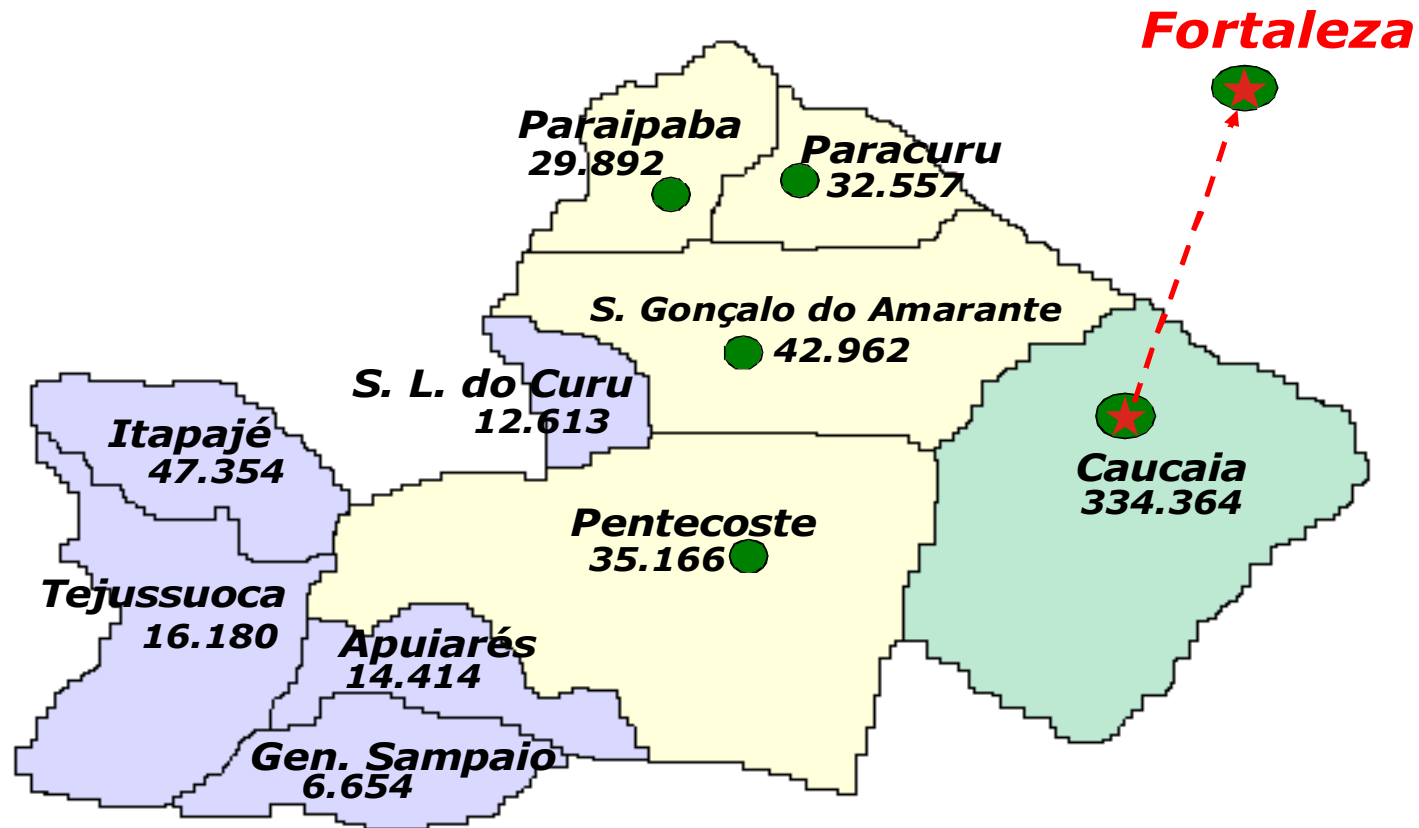 Fortaleza
Paraipaba
29.892
Paracuru
32.557
S. Gonçalo do Amarante
42.962
S. L. do Curu
12.613
Itapajé
47.354
Caucaia
334.364
Pentecoste
35.166
Tejussuoca
16.180
Apuiarés
14.414
Gen. Sampaio
6.654